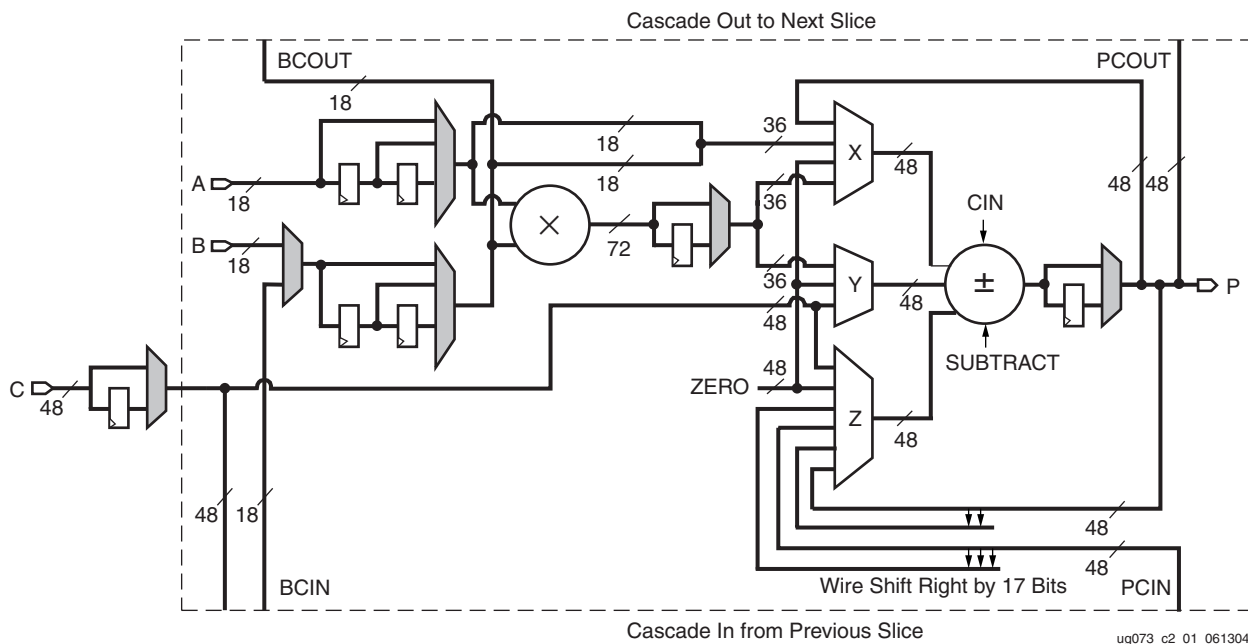 Cascade Out to Next Slice
BCOUT
PCOUT
18
18
36
X
48
18
A
18
36
48
48
CIN
B
18
×
72
36
Y
48
±
P
48
SUBTRACT
48
ZERO
C
48
Z
48
48
18
48
48
BCIN
Wire Shift Right by 17 Bits
PCIN
Cascade In from Previous Slice
ug073_c2_01_061304